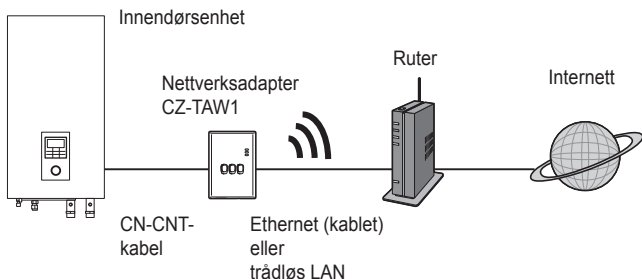 Innendørsenhet
Nettverksadapter
CZ-TAW1
Ruter
Internett
CN-CNT-
kabel
Ethernet (kablet)
eller
trådløs LAN